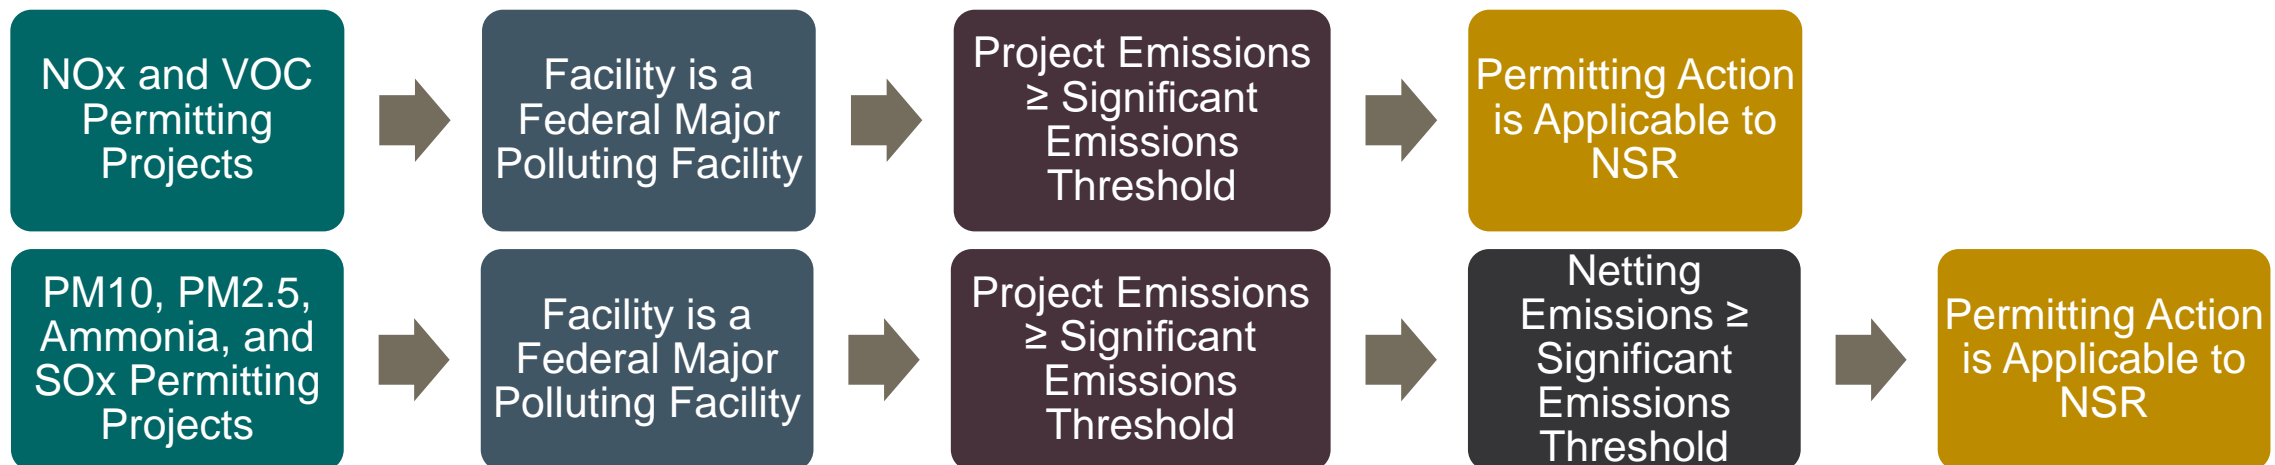 NOx and VOC
Permitting
Projects
Facility is a
Federal Major
Polluting Facility
Project Emissions
≥ Significant
Emissions
Threshold
Permitting Action
is Applicable to
NSR
PM10, PM2.5,
Ammonia, and
SOx Permitting
Projects
Facility is a
Federal Major
Polluting Facility
Project Emissions
≥ Significant
Emissions
Threshold
Netting
Emissions ≥
Significant
Emissions
Threshold
Permitting Action
is Applicable to
NSR